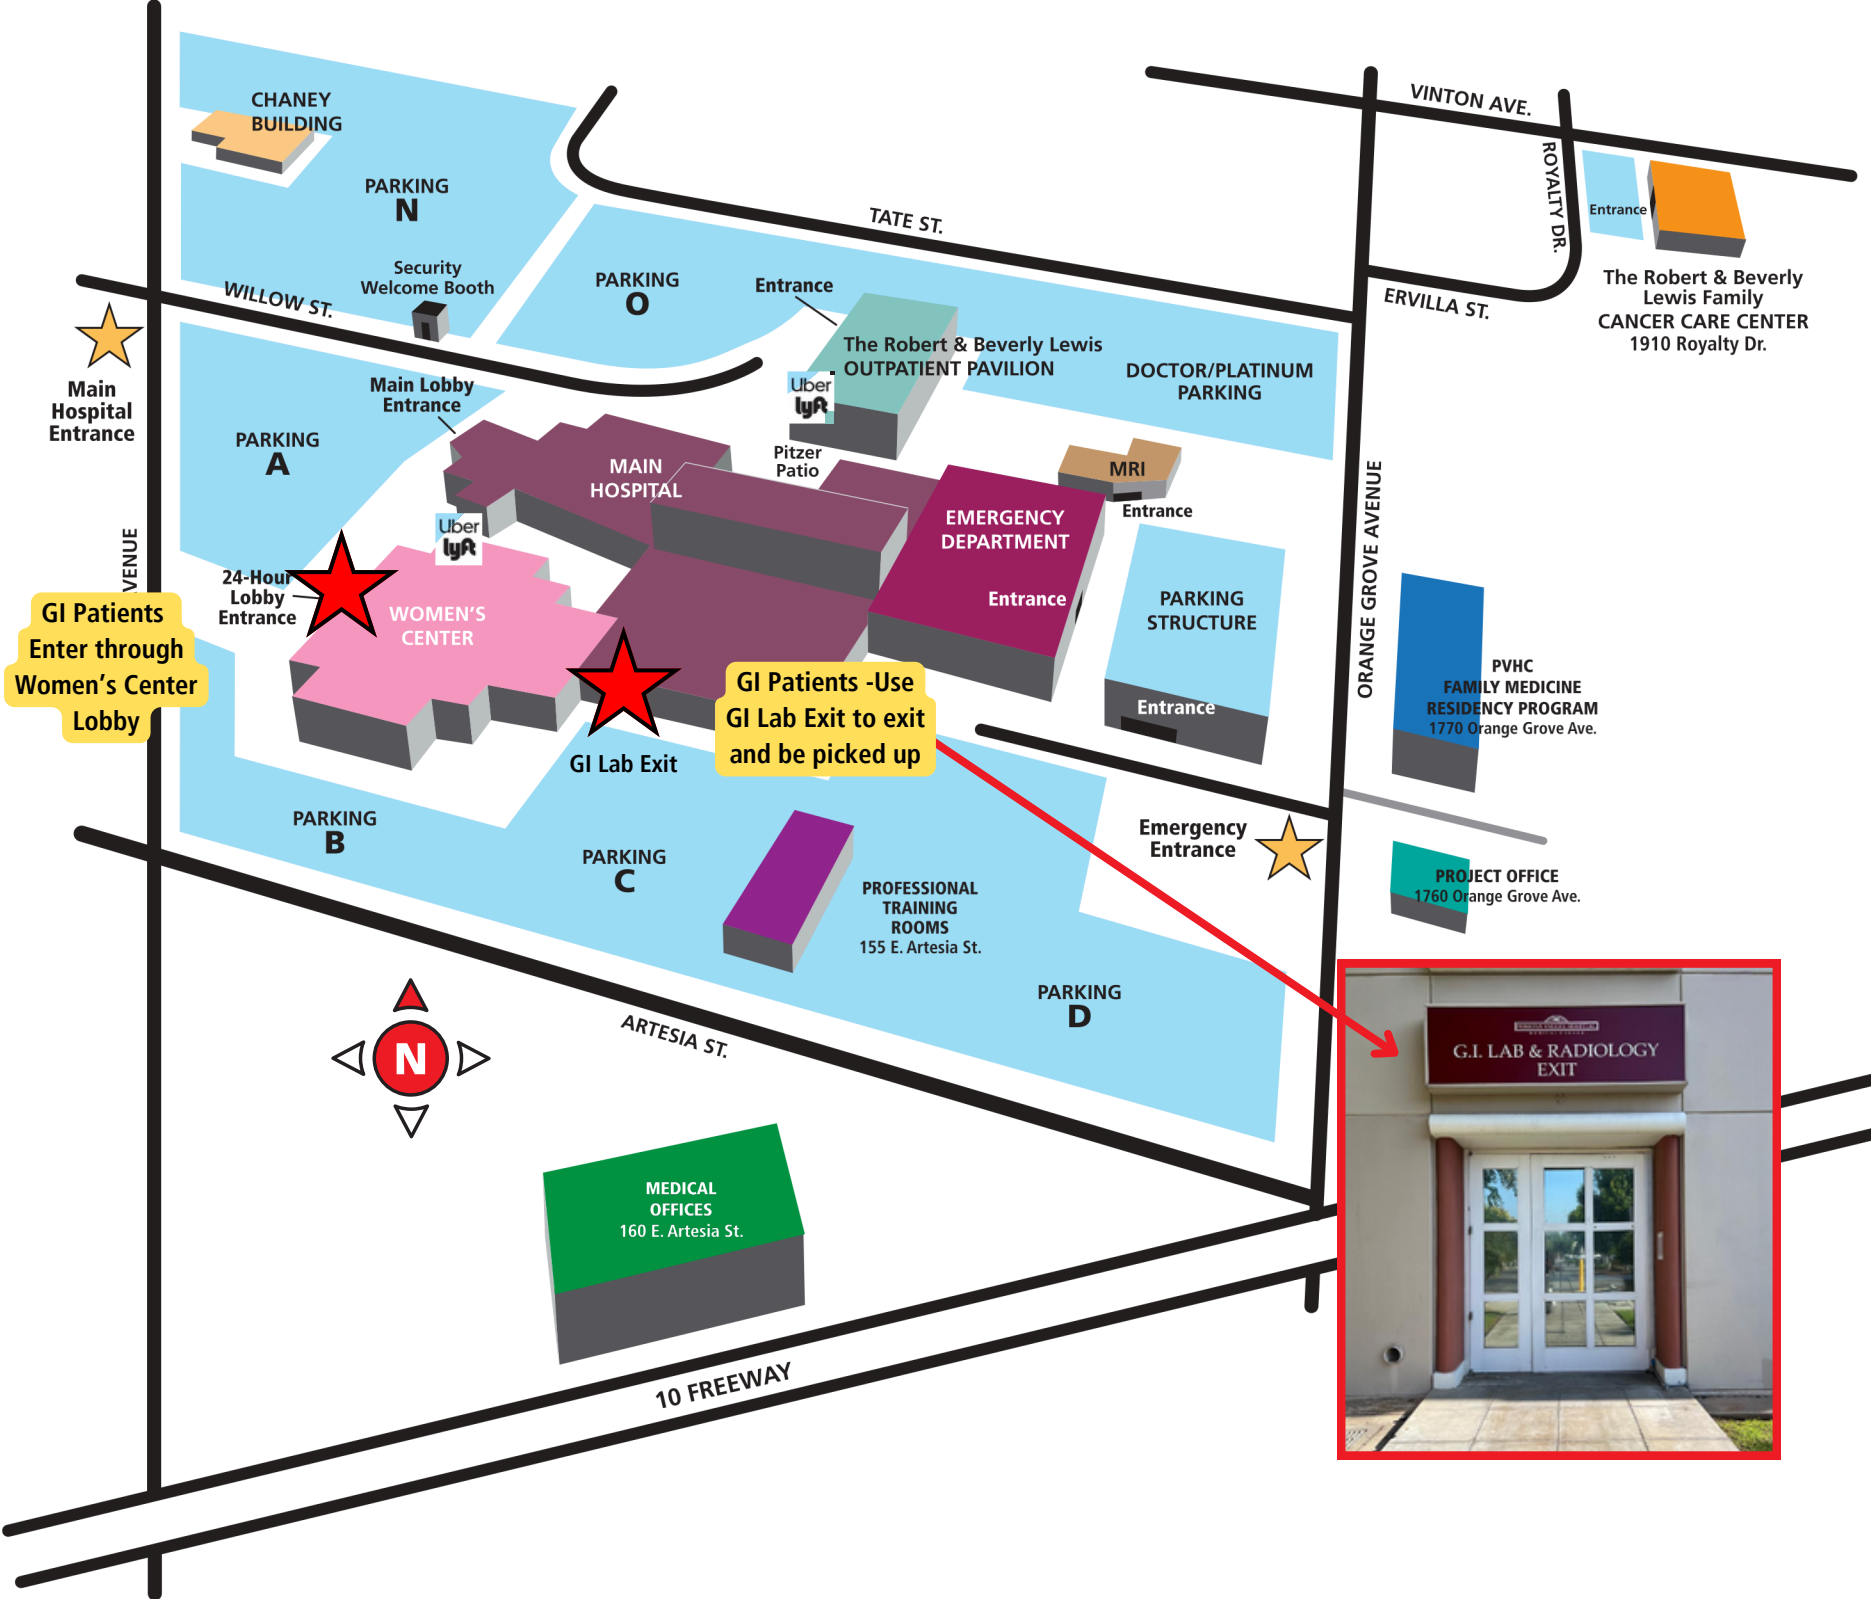 CHANEY
BUILDING
PARKING
N
Security
Welcome Booth
WILLOW ST.
Main
Hospital
Entrance
PARKING
O
TATE ST.
Entrance
The Robert & Beverly Lewis
OUTPATIENT PAVILION
Uber
lyft
Pitzer
Patio
DOCTOR/PLATINUM
PARKING
VINTON AVE.
ROYALTY DR.
ERVILLA ST.
Entrance
The Robert & Beverly
Lewis Family
CANCER CARE CENTER
1910 Royalty Dr.
Main Lobby
Entrance
PARKING
A
MAIN
HOSPITAL
MRI
Entrance
EMERGENCY
DEPARTMENT
Entrance
PARKING
STRUCTURE
Entrance
ORANGE GROVE AVENUE
Uber
lyft
24-Hour
Lobby
Entrance
WOMEN'S
CENTER
VENUE
GI Patients
Enter through
Women's Center
Lobby
GI Lab Exit
GI Patients -Use
GI Lab Exit to exit
and be picked up
PVHC
FAMILY MEDICINE
RESIDENCY PROGRAM
1770 Orange Grove Ave.
Emergency
Entrance
PROJECT OFFICE
1760 Orange Grove Ave.
PARKING
B
PARKING
C
PROFESSIONAL
TRAINING
ROOMS
155 E. Artesia St.
PARKING
D
ARTESIA ST.
N
G.I. LAB & RADIOLOGY
EXIT
MEDICAL
OFFICES
160 E. Artesia St.
10 FREEWAY